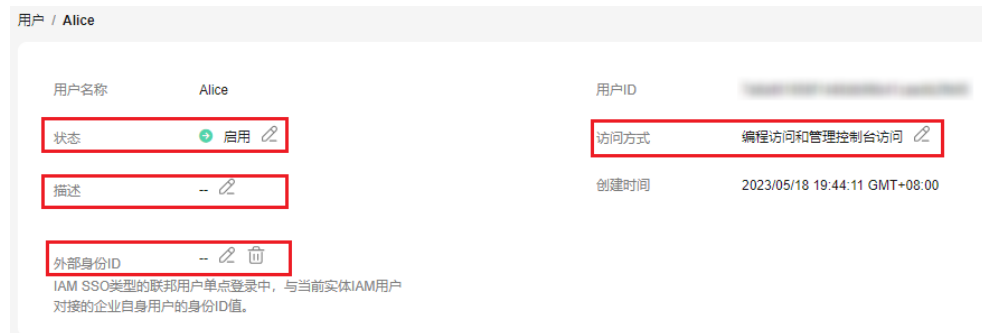 用户 / Alice
用户名称 Alice
用户ID
状态 启用
访问方式 编程访问和管理控制台访问
描述 --
创建时间 2023/05/18 19:44:11 GMT+08:00
外部身份ID --
IAM SSO类型的联邦用户单点登录中，与当前实体IAM用户
对接的企业自身用户的身份ID值。